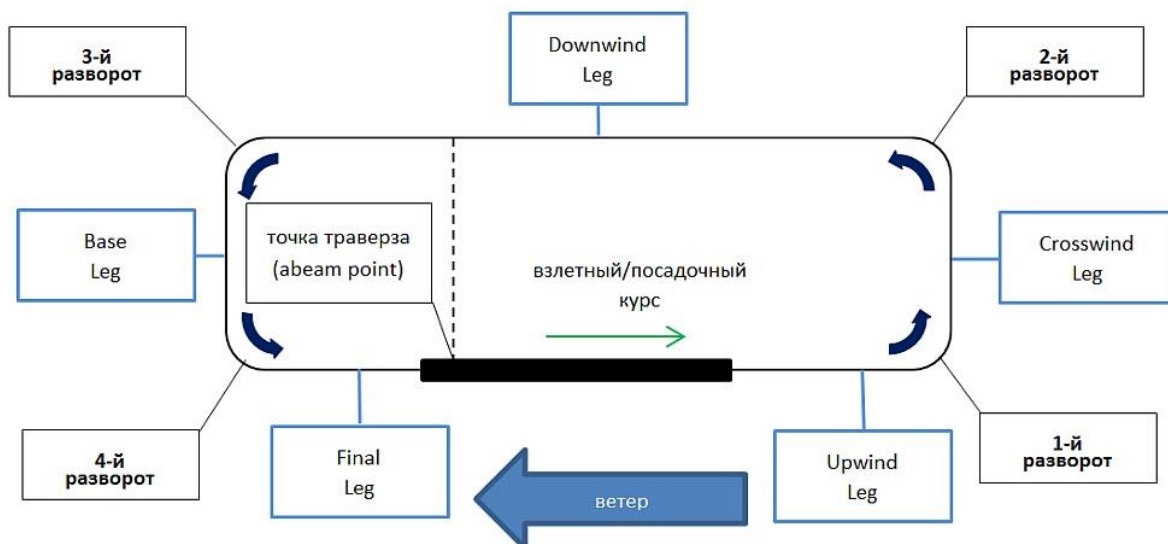 3-й
разворот
Downwind
Leg
2-й
разворот
Base
Leg
точка траверза
(abeam point)
взлетный/посадочный
курс
Crosswind
Leg
4-й
разворот
Final
Leg
ветер
Upwind
Leg
1-й
разворот